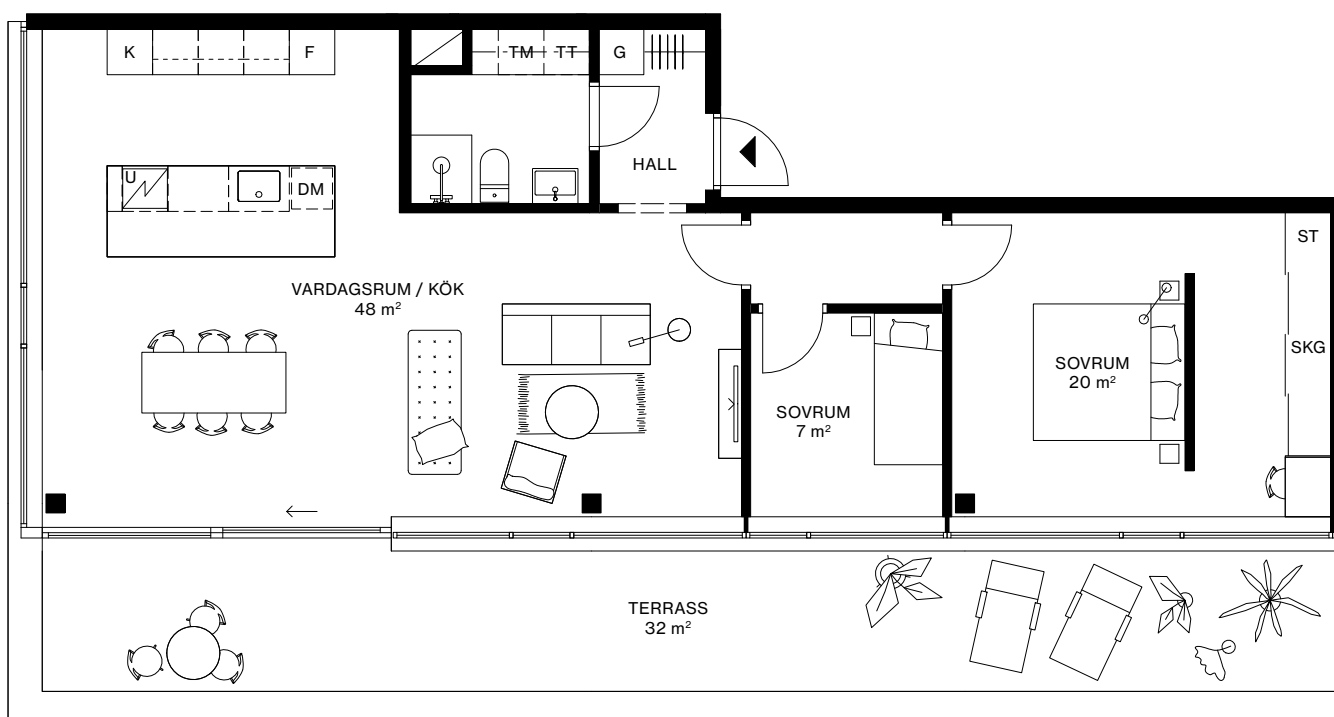 K
F
TM
TT
G
HALL
U
DM
ST
VARDAGSRUM / KÖK
48 m²
SKG
SOVRUM
20 m²
SOVRUM
7 m²
TERRASS
32 m²